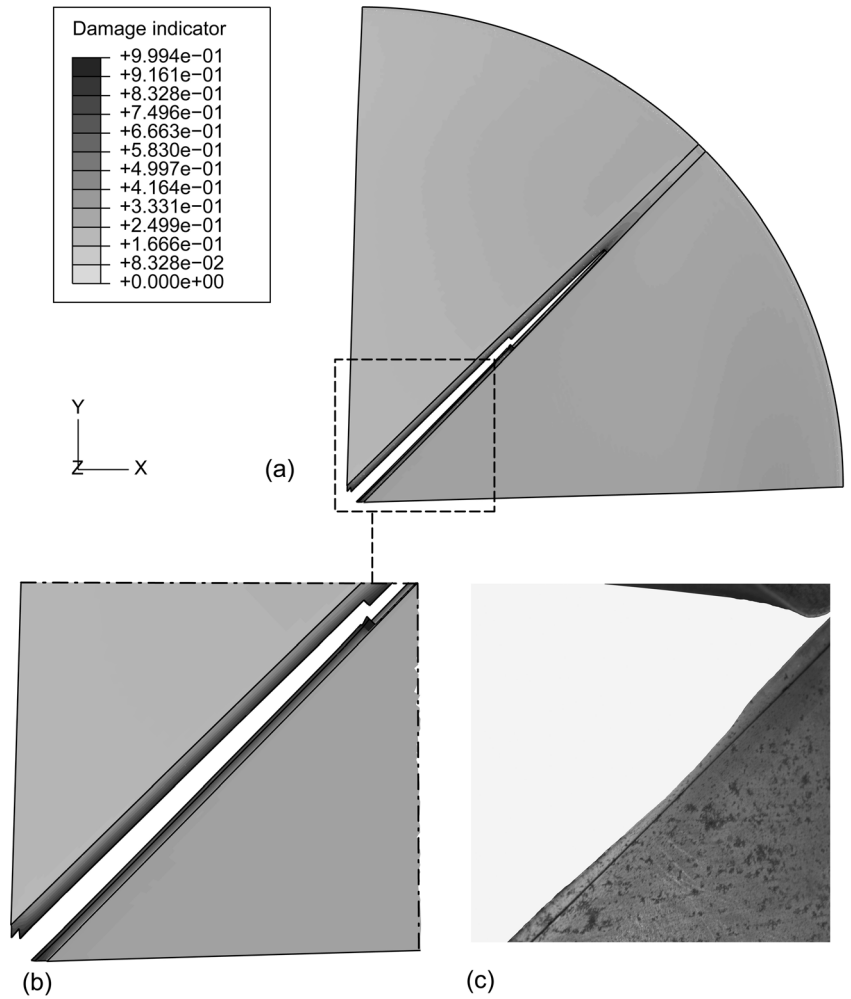 Damage indicator
+9.994e−01
+9.161e−01
+8.328e−01
+7.496e−01
+6.663e−01
+5.830e−01
+4.997e−01
+4.164e−01
+3.331e−01
+2.499e−01
+1.666e−01
+8.328e−02
+0.000e+00
Y
Z X
(a)
(b)
(c)